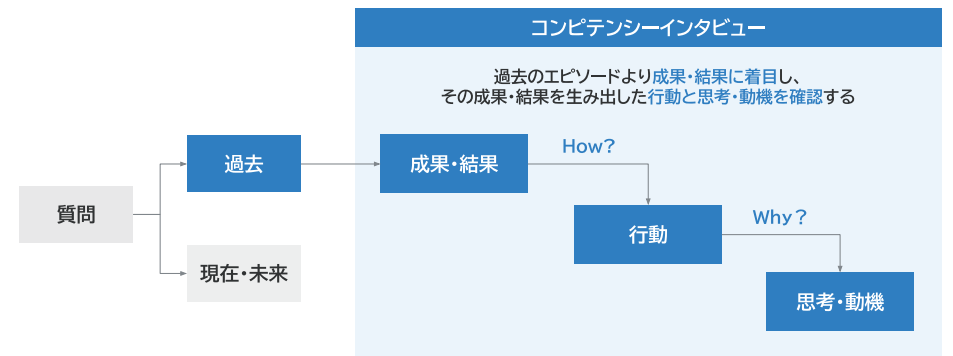 コンピテンシーインタビュー
過去のエピソードより成果・結果に着目し、
その成果・結果を生み出した行動と思考・動機を確認する
質問
過去
現在・未来
成果・結果
How?
行動
Why?
思考・動機